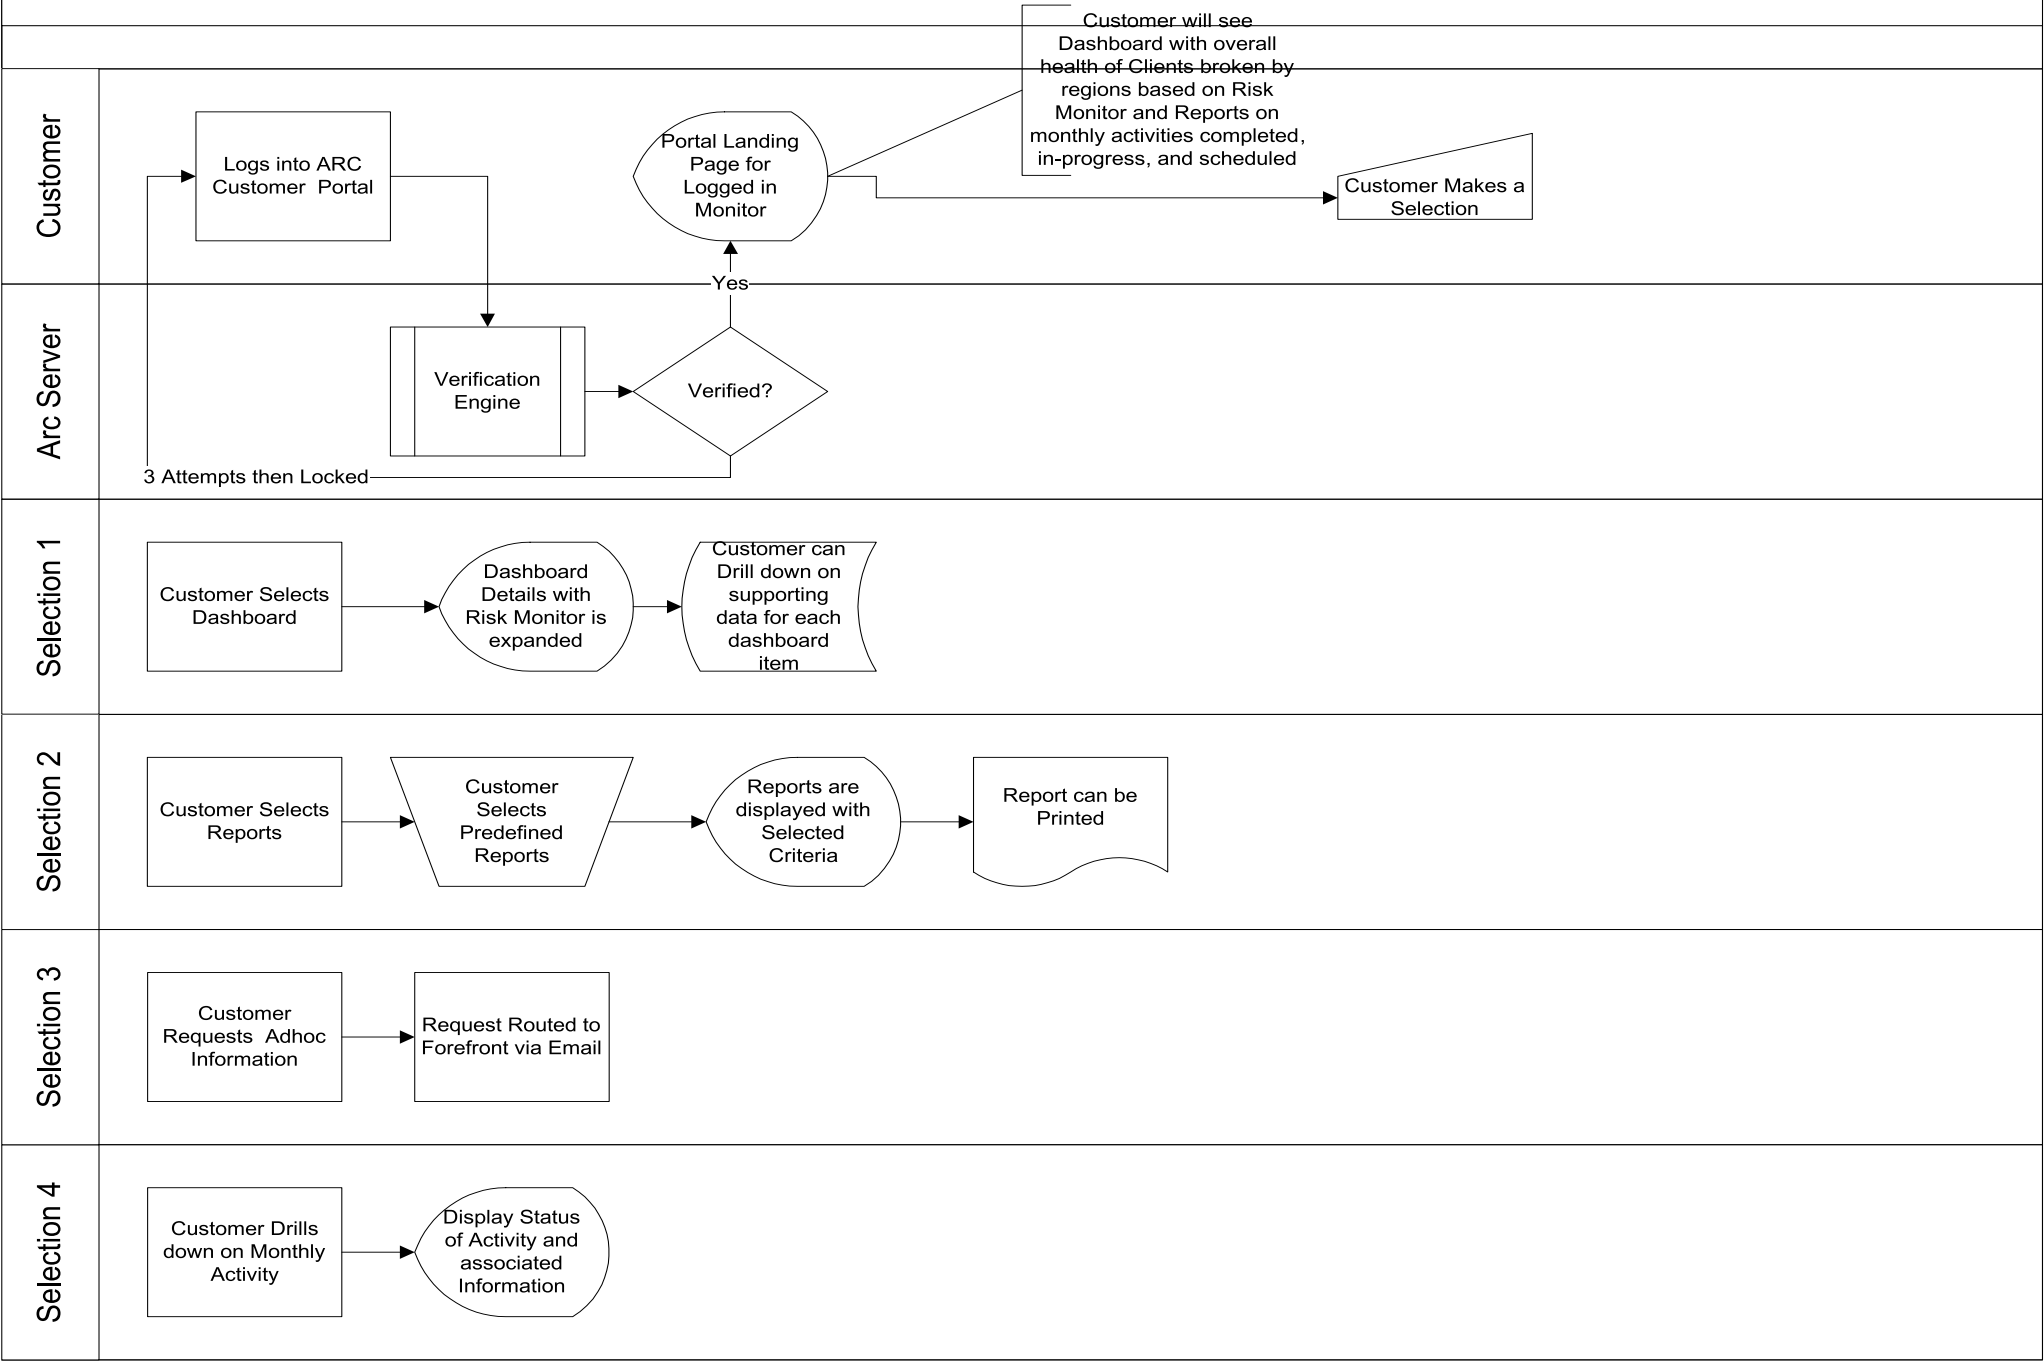 Customer will see
Dashboard with overall
health of Clients broken by
regions based on Risk
Monitor and Reports on
monthly activities completed,
in-progress, and scheduled
Customer
Logs into ARC
Customer Portal
Portal Landing
Page for
Logged in
Monitor
Customer Makes a
Selection
Yes
Arc Server
Verification
Engine
Verified?
3 Attempts then Locked
Selection 1
Customer Selects
Dashboard
Dashboard
Details with
Risk Monitor is
expanded
Customer can
Drill down on
supporting
data for each
dashboard
item
Selection 2
Customer Selects
Reports
Customer
Selects
Predefined
Reports
Reports are
displayed with
Selected
Criteria
Report can be
Printed
Selection 3
Customer
Requests Adhoc
Information
Request Routed to
Forefront via Email
Selection 4
Customer Drills
down on Monthly
Activity
Display Status
of Activity and
associated
Information